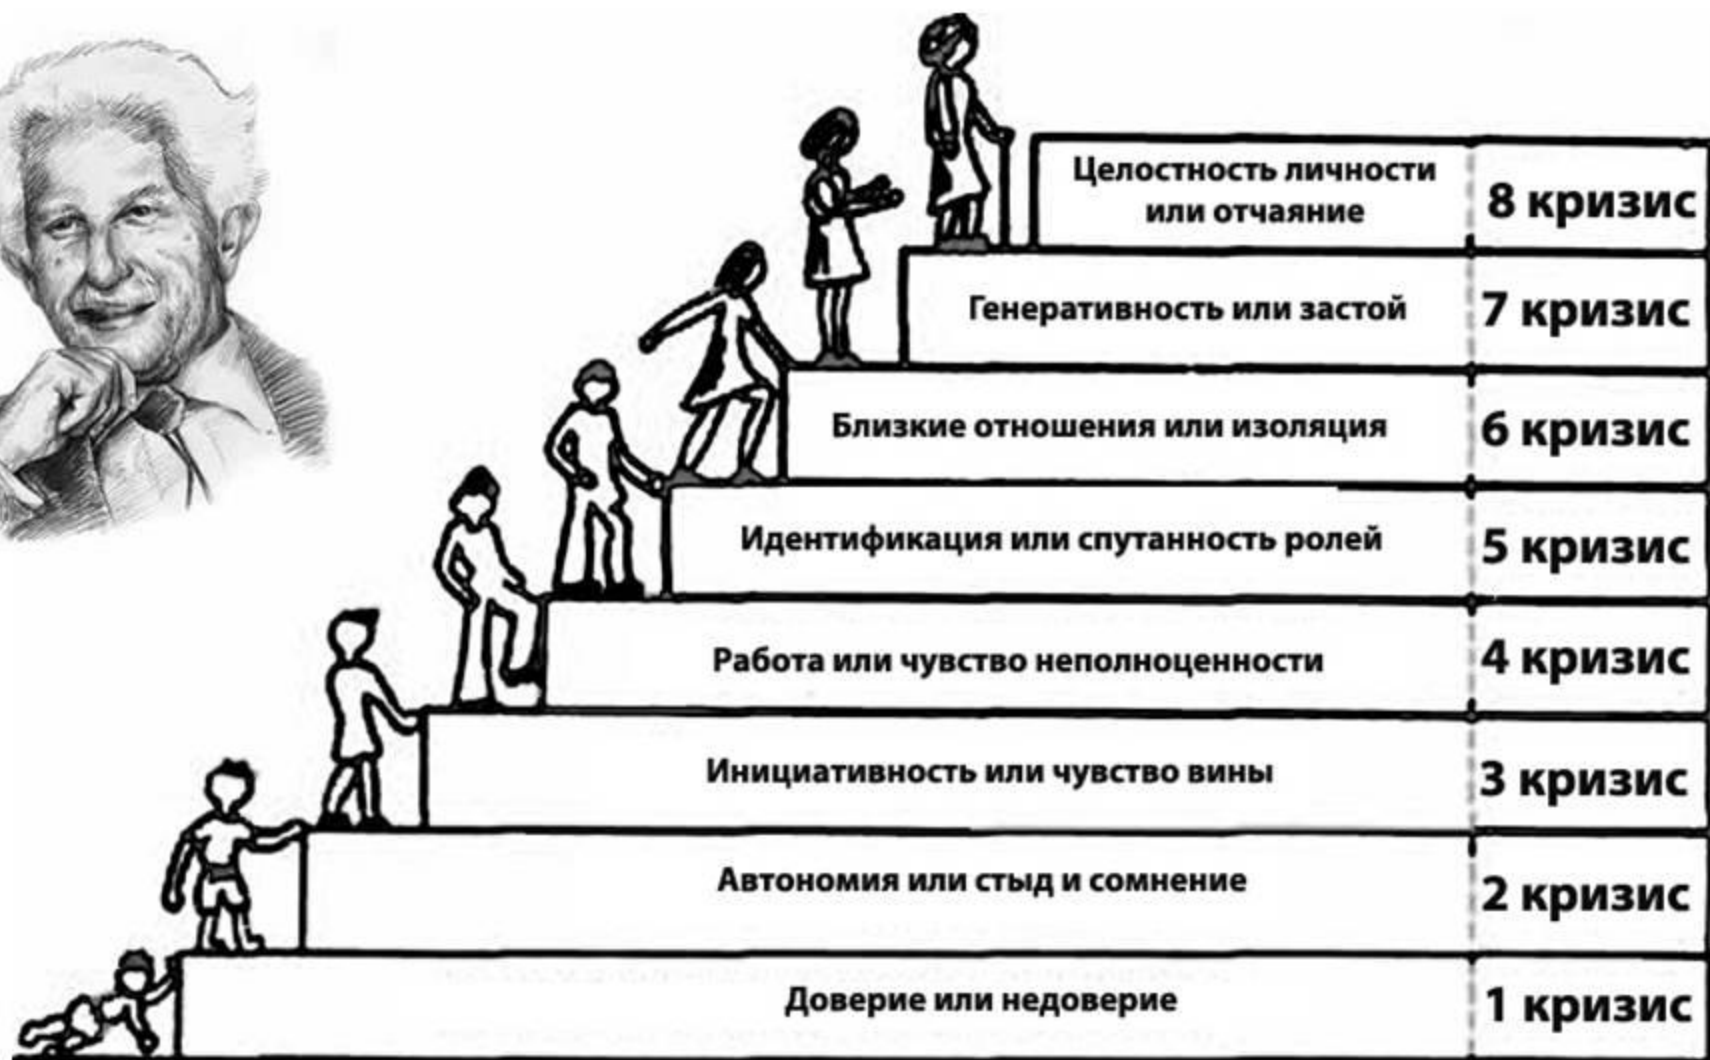 Целостность личности
или отчаяние
8 кризис
Генеративность или застой
7 кризис
Близкие отношения или изоляция
6 кризис
Идентификация или спутанность ролей
5 кризис
Работа или чувство неполноценности
4 кризис
Инициативность или чувство вины
3 кризис
Автономия или стыд и сомнение
2 кризис
Доверие или недоверие
1 кризис